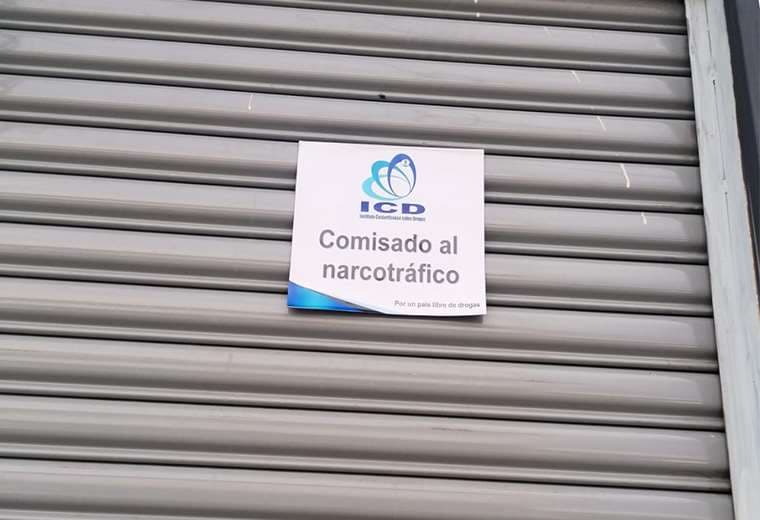 ICD
Instituto Costarricense sobre Drogas
Comisado al
narcotráfico
Por un país libre de drogas